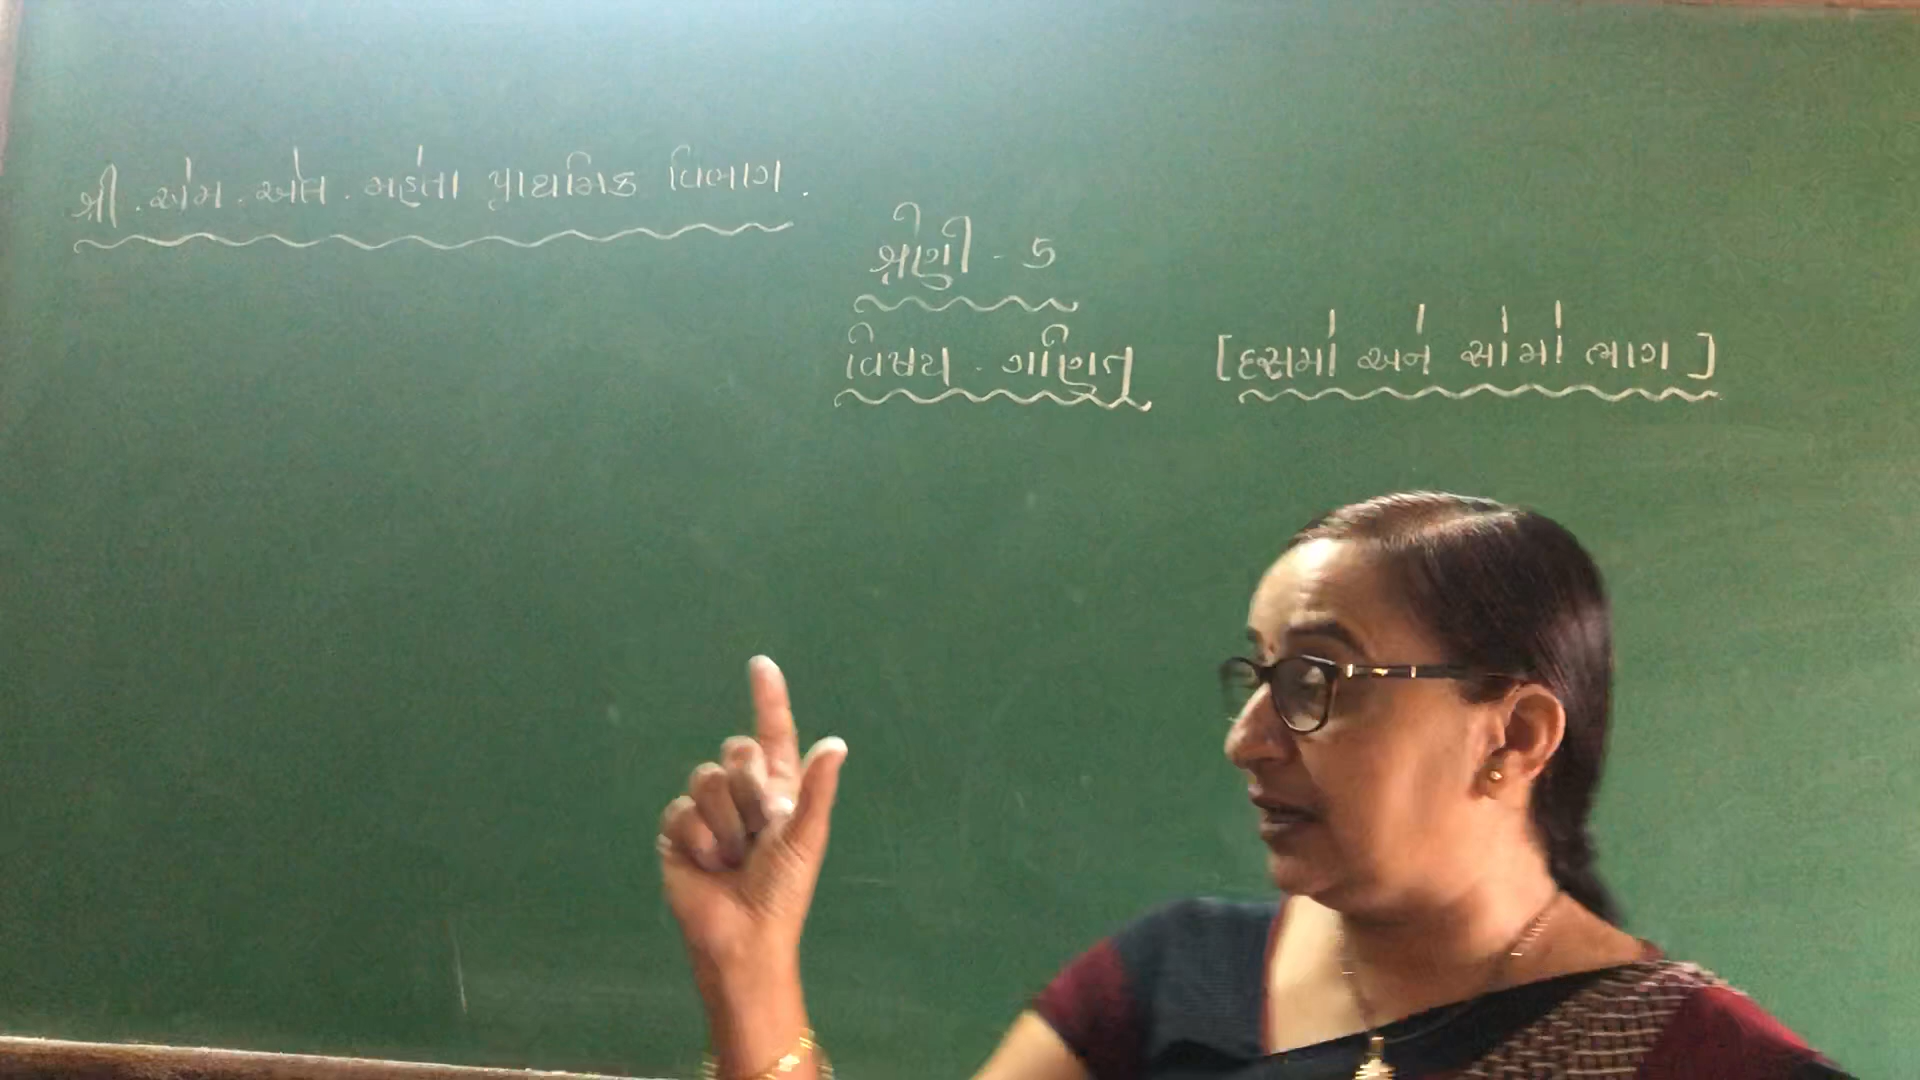 શ્રી. એમ. એલ. મહેતા પ્રાથમિક વિભાગ.
શ્રેણી - 5
વિષય - ગણિત [દસમાં અને સોમો ભાગ]